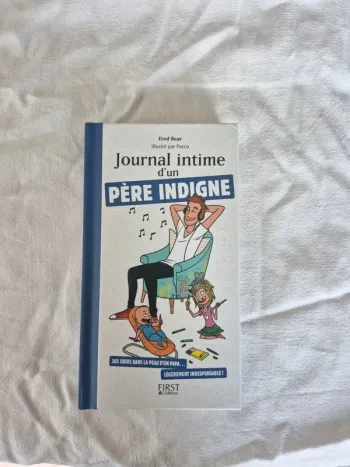 Fred Bear
Illustré par Pacco
Journal intime
d'un
PÈRE INDIGNE
365 JOURS DANS LA PEAU D'UN PAPA...
LÉGÈREMENT IRRESPONSABLE !
FIRST
Editions